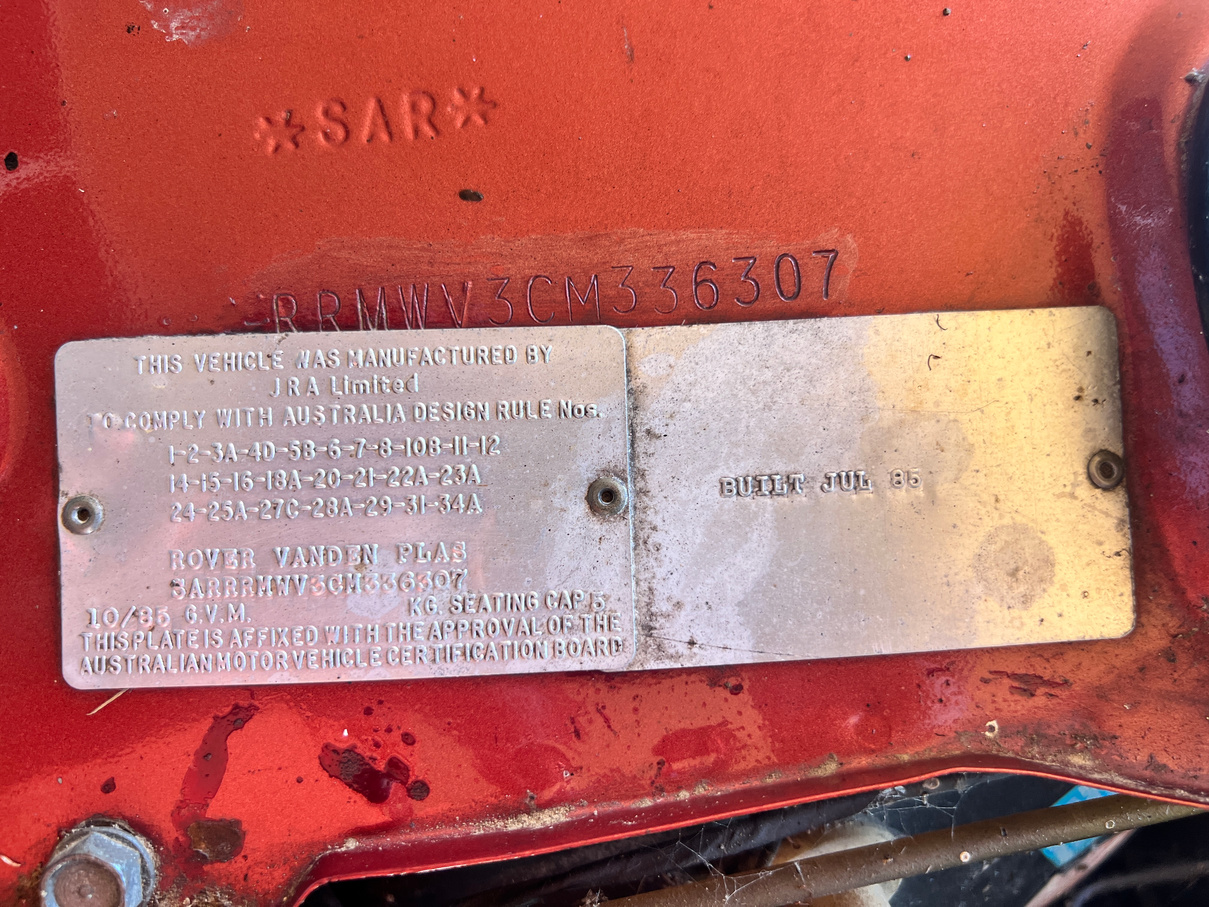 *SAR*
RRMWV3CM336307
THIS VEHICLE WAS MANUFACTURED BY
JRA Limited
TO COMPLY WITH AUSTRALIA DESIGN RULE Nos.
1-2-3A-4D-5B-6-7-8-10B-11-12
14-15-16-18A-20-21-22A-23A
24-25A-27C-28A-29-31-34A
ROVER VANDEN PLAS
SARRRMWV3CM336307
10/85 G.V.M. KG. SEATING CAP. 5
THIS PLATE IS AFFIXED WITH THE APPROVAL OF THE
AUSTRALIAN MOTOR VEHICLE CERTIFICATION BOARD
BUILT JUL 85